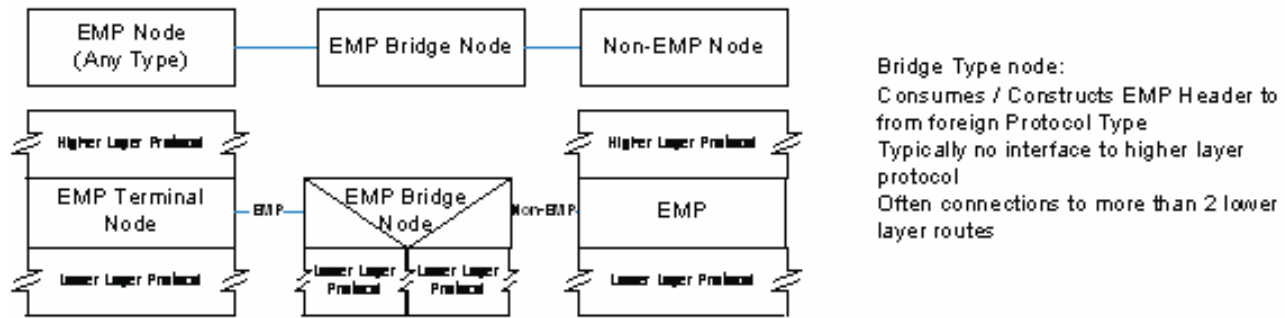 EMP Node
(Any Type)
EMP Bridge Node
Non-EMP Node
Bridge Type node:
Consumes / Constructs EMP Header to
from foreign Protocol Type
Typically no interface to higher layer
protocol
Often connections to more than 2 lower
layer routes
Higher Layer Protocol
Higher Layer Protocol
EMP Terminal
Node
EMP
EMP Bridge
Node
Non-EMP
EMP
Lower Layer Protocol
Lower Layer
Protocol
Lower Layer
Protocol
Lower Layer Protocol